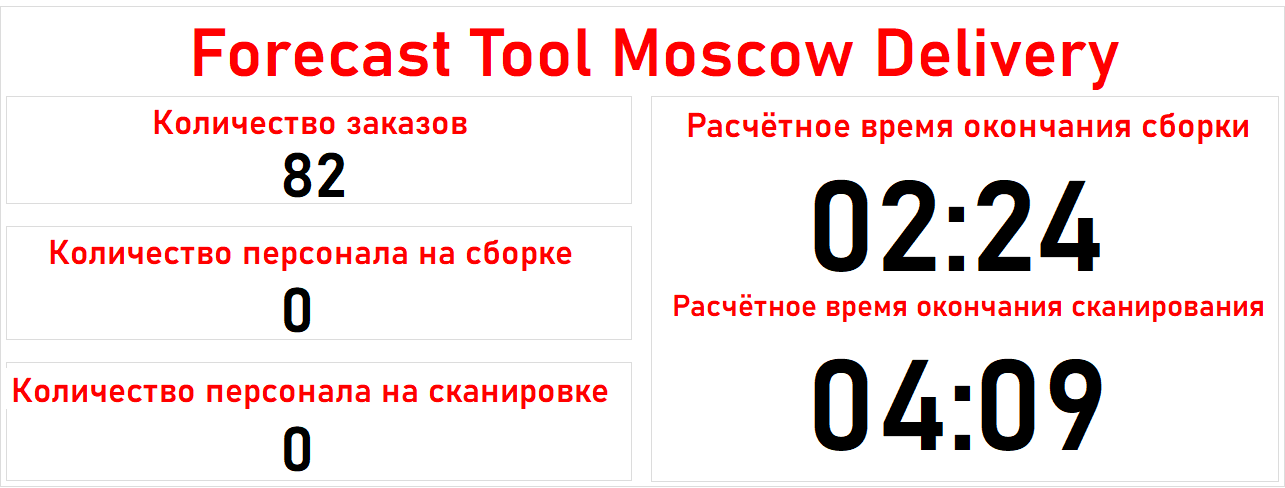 Forecast Tool Moscow Delivery
Количество заказов
82
Количество персонала на сборке
0
Количество персонала на сканировке
0
Расчётное время окончания сборки
02:24
Расчётное время окончания сканирования
04:09